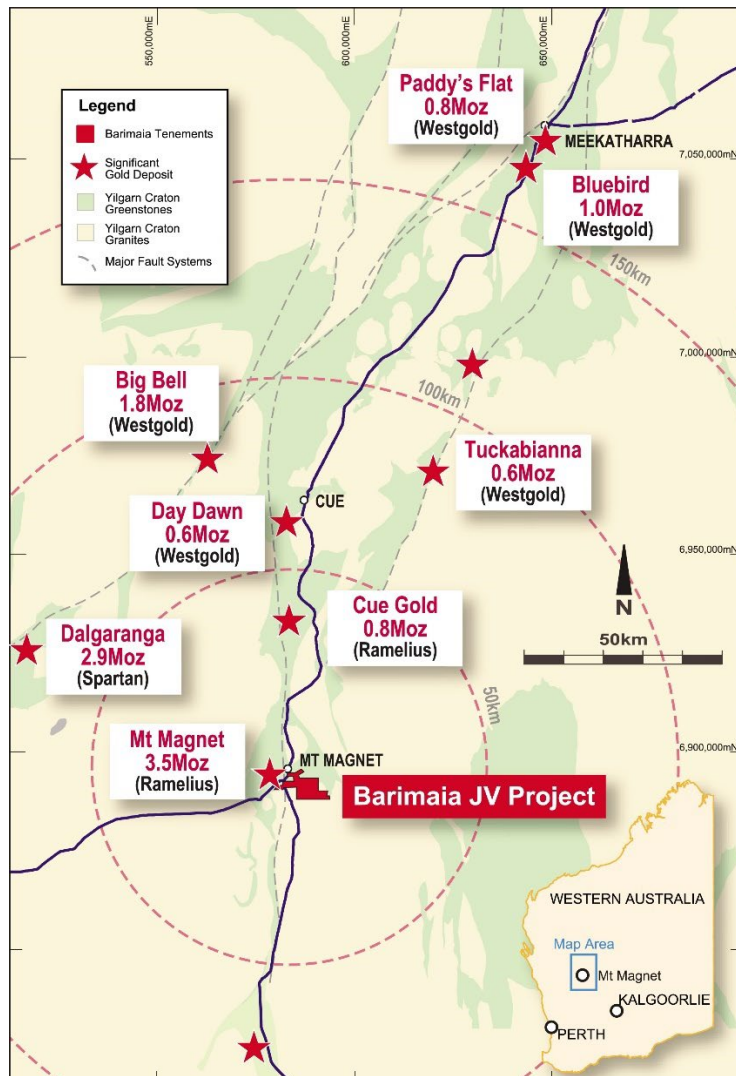 550,000mE
600,000mE
650,000mE
Legend
Barimaia Tenements
Significant
Gold Deposit
Yilgarn Craton
Greenstones
Yilgarn Craton
Granites
Major Fault Systems
Paddy's Flat
0.8Moz
(Westgold)
MEEKATHARRA
7,050,000mN
Bluebird
1.0Moz
(Westgold)
150km
7,000,000mN
Big Bell
1.8Moz
(Westgold)
100km
Tuckabianna
0.6Moz
(Westgold)
CUE
Day Dawn
0.6Moz
(Westgold)
6,950,000mN
N
50km
Cue Gold
0.8Moz
(Ramelius)
Dalgaranga
2.9Moz
(Spartan)
50km
6,900,000mN
Mt Magnet
3.5Moz
(Ramelius)
MT MAGNET
Barimaia JV Project
WESTERN AUSTRALIA
Map Area
Mt Magnet
KALGOORLIE
PERTH